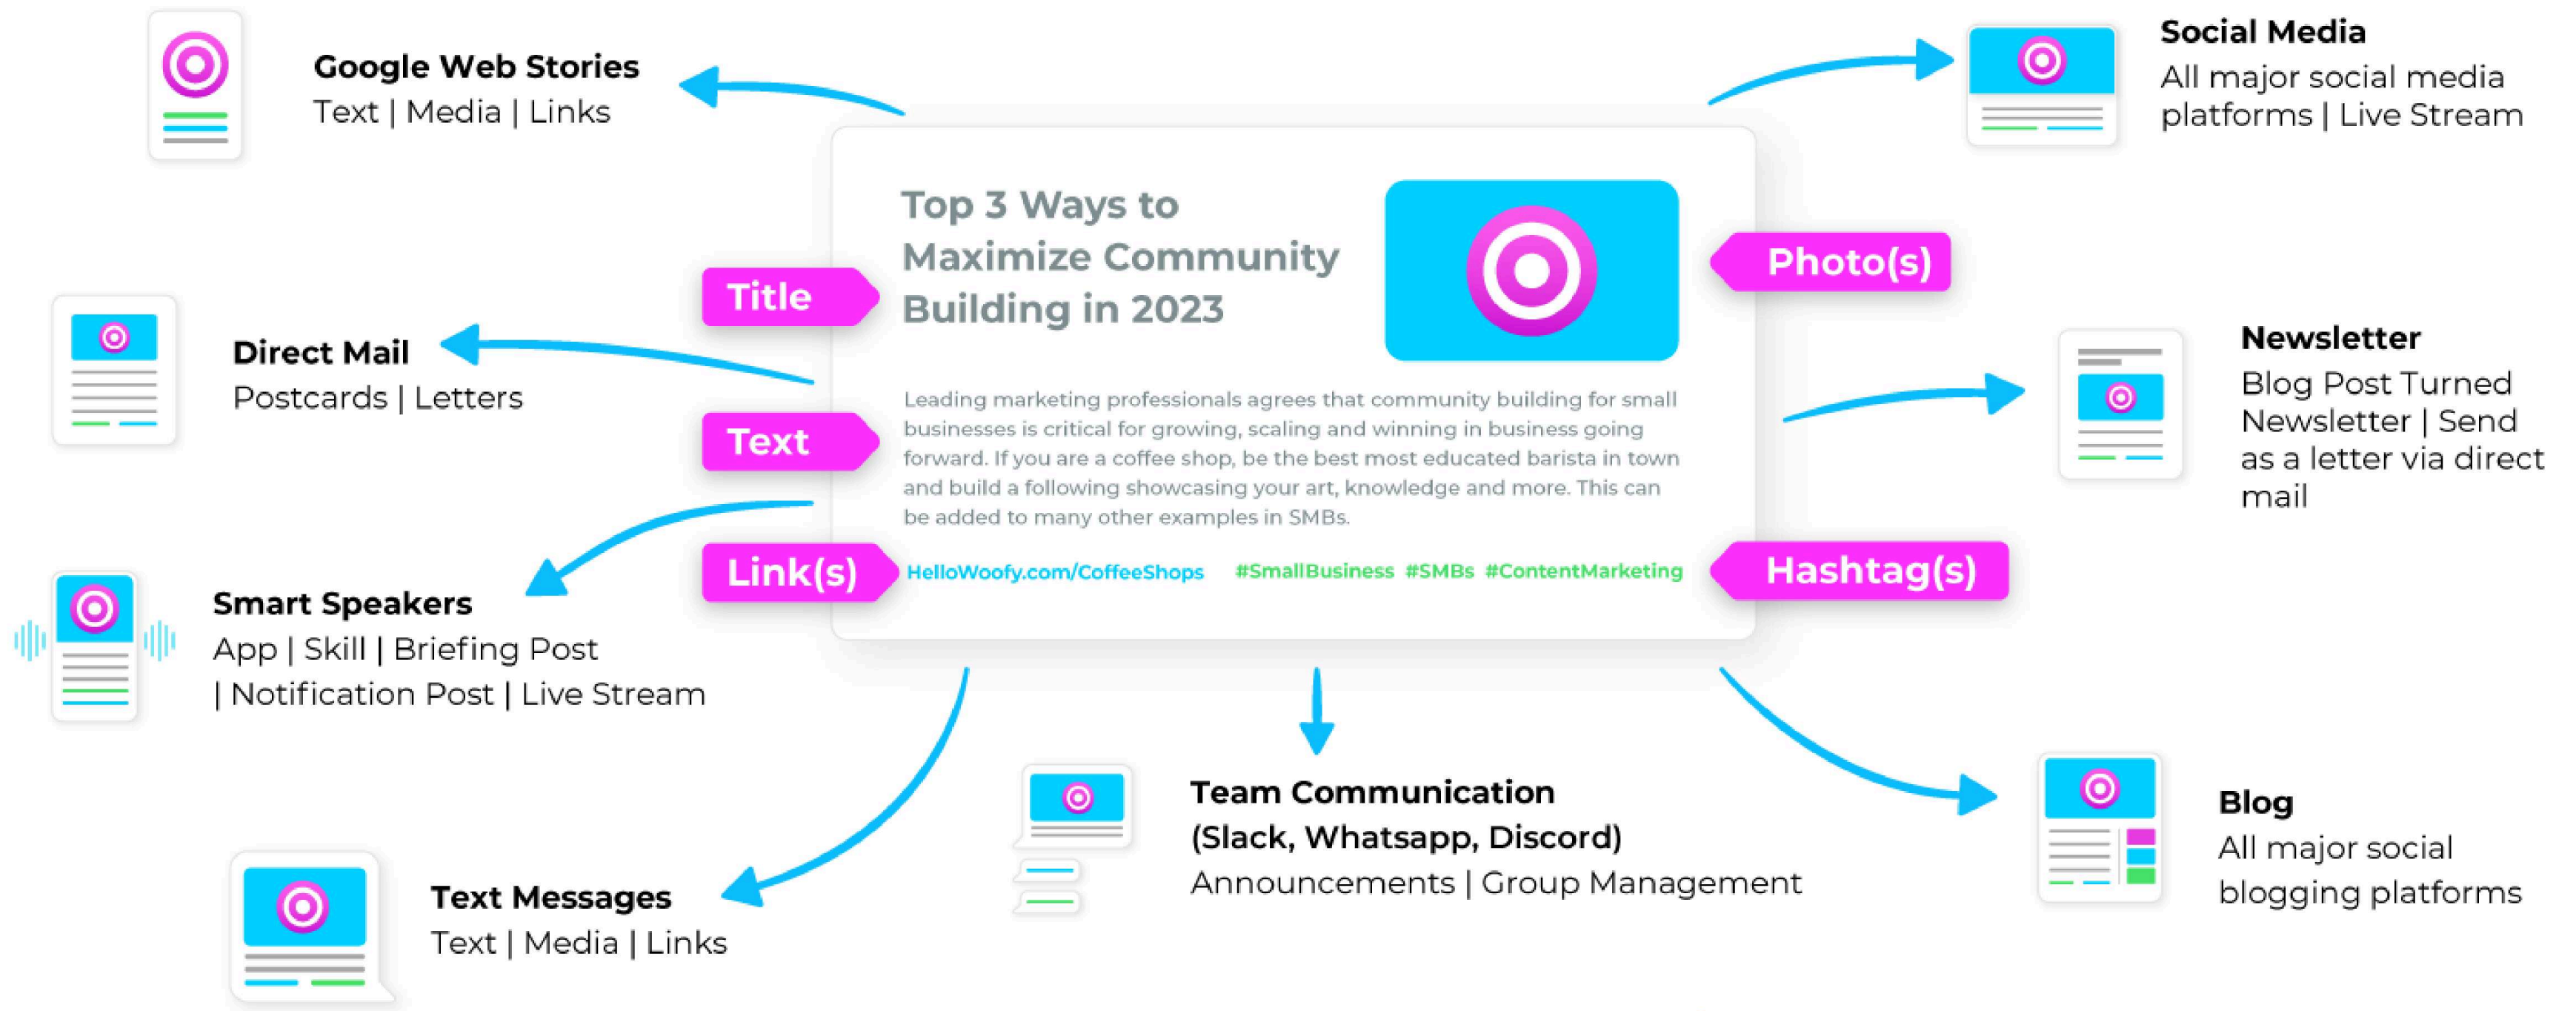 Google Web Stories
Text | Media | Links
Social Media
All major social media
platforms | Live Stream
Top 3 Ways to
Maximize Community
Building in 2023
Title
Photo(s)
Direct Mail
Postcards | Letters
Newsletter
Blog Post Turned
Newsletter | Send
as a letter via direct
mail
Text
Leading marketing professionals agrees that community building for small
businesses is critical for growing, scaling and winning in business going
forward. If you are a coffee shop, be the best most educated barista in town
and build a following showcasing your art, knowledge and more. This can
be added to many other examples in SMBs.
Link(s)
HelloWoofy.com/CoffeeShops #SmallBusiness #SMBs #ContentMarketing
Hashtag(s)
Smart Speakers
App | Skill | Briefing Post
| Notification Post | Live Stream
Text Messages
Text | Media | Links
Team Communication
(Slack, Whatsapp, Discord)
Announcements | Group Management
Blog
All major social
blogging platforms